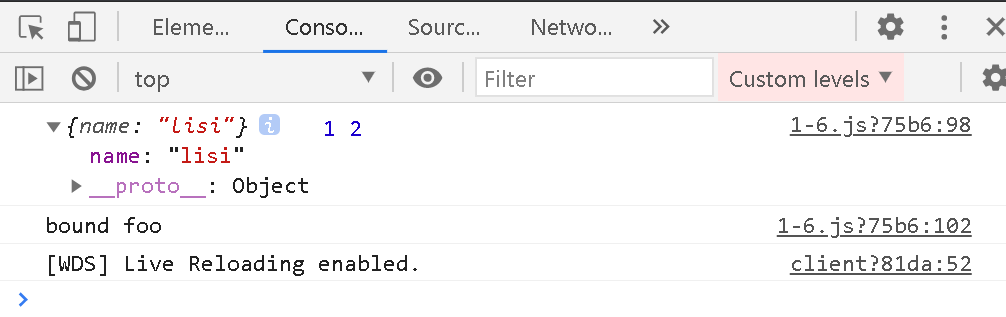 Eleme... Conso... Sourc... Netwo...
top Filter Custom levels
{name: "lisi"} i 1 2 1-6.js?75b6:98
name: "lisi"
__proto__: Object
bound foo 1-6.js?75b6:102
[WDS] Live Reloading enabled. client?81da:52